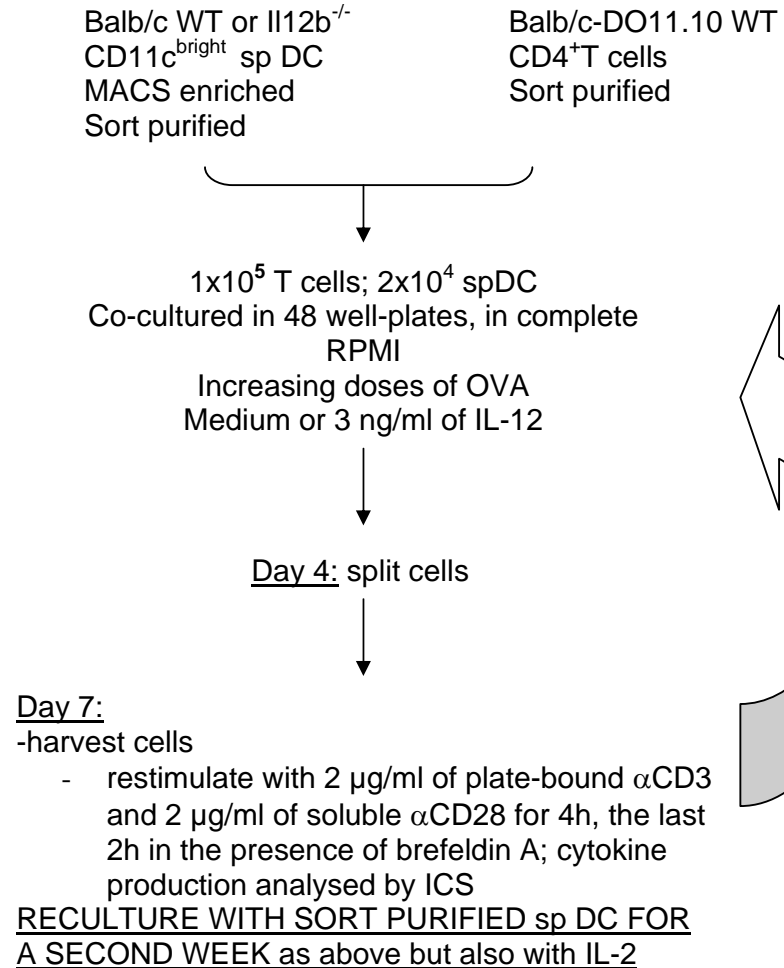 Balb/c WT or Il12b-/-
CD11cbright sp DC
MACS enriched
Sort purified
Balb/c-DO11.10 WT
CD4+T cells
Sort purified
1x10⁵ T cells; 2x10⁴ spDC
Co-cultured in 48 well-plates, in complete
RPMI
Increasing doses of OVA
Medium or 3 ng/ml of IL-12
Day 4: split cells
Day 7:
-harvest cells
- restimulate with 2 µg/ml of plate-bound αCD3
and 2 µg/ml of soluble αCD28 for 4h, the last
2h in the presence of brefeldin A; cytokine
production analysed by ICS
RECULTURE WITH SORT PURIFIED sp DC FOR
A SECOND WEEK as above but also with IL-2